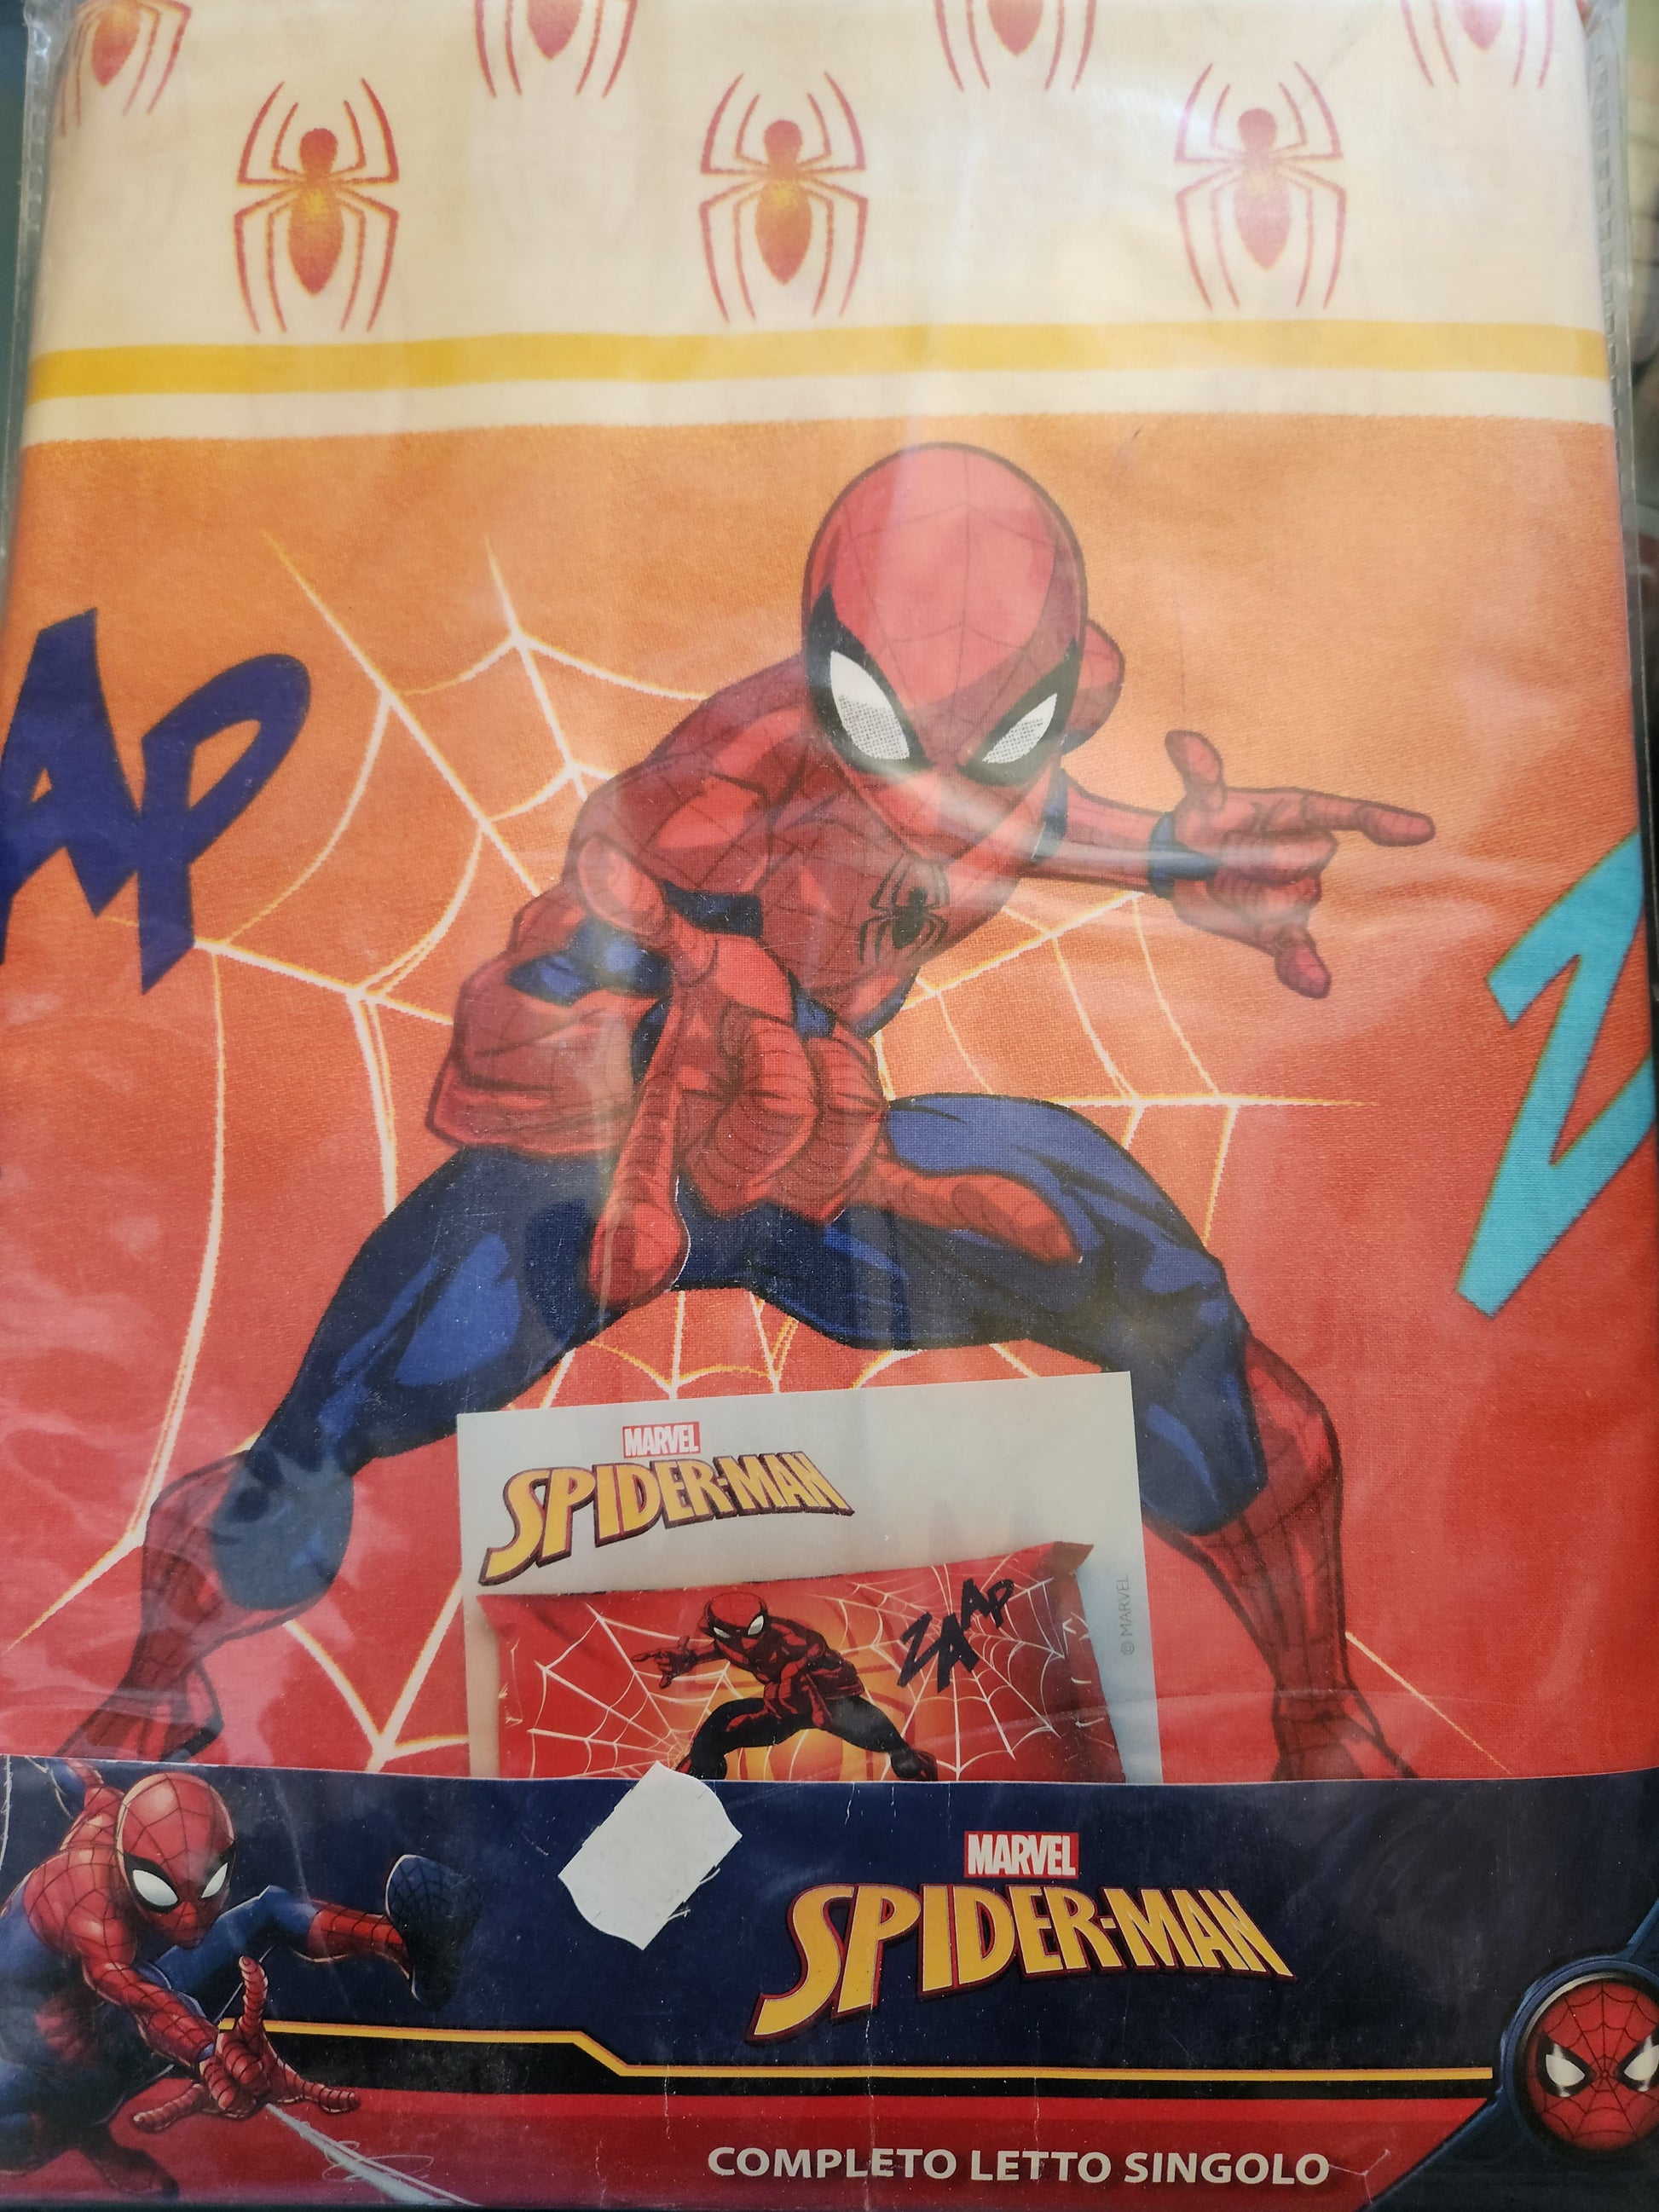 AP
Z
MARVEL
SPIDER-MAN
ZAAP
© MARVEL
MARVEL
SPIDER-MAN
COMPLETO LETTO SINGOLO